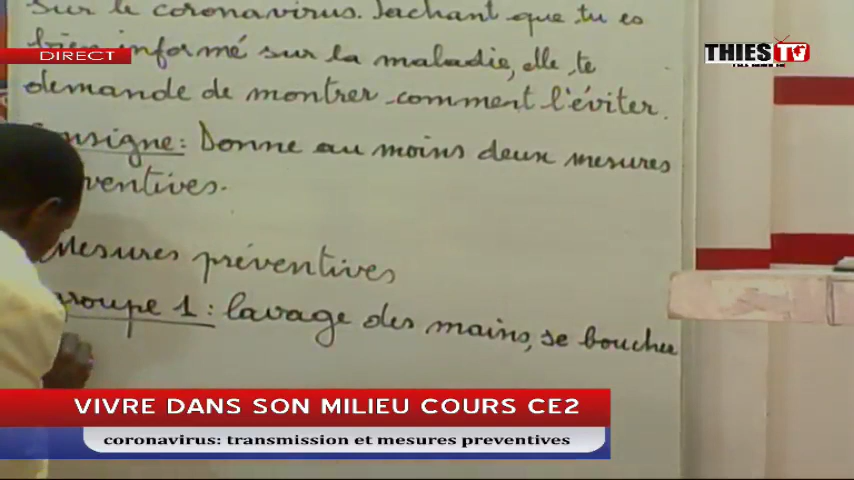 sur le coronavirus. Sachant que tu es
bien informé sur la maladie, elle te
demande de montrer comment l'éviter.
Consigne : Donne au moins deux mesures
ventives.
Mesures préventives
groupe 1 : lavage des mains, se boucher
DIRECT
THIES TV
VIVRE DANS SON MILIEU COURS CE2
coronavirus: transmission et mesures preventives